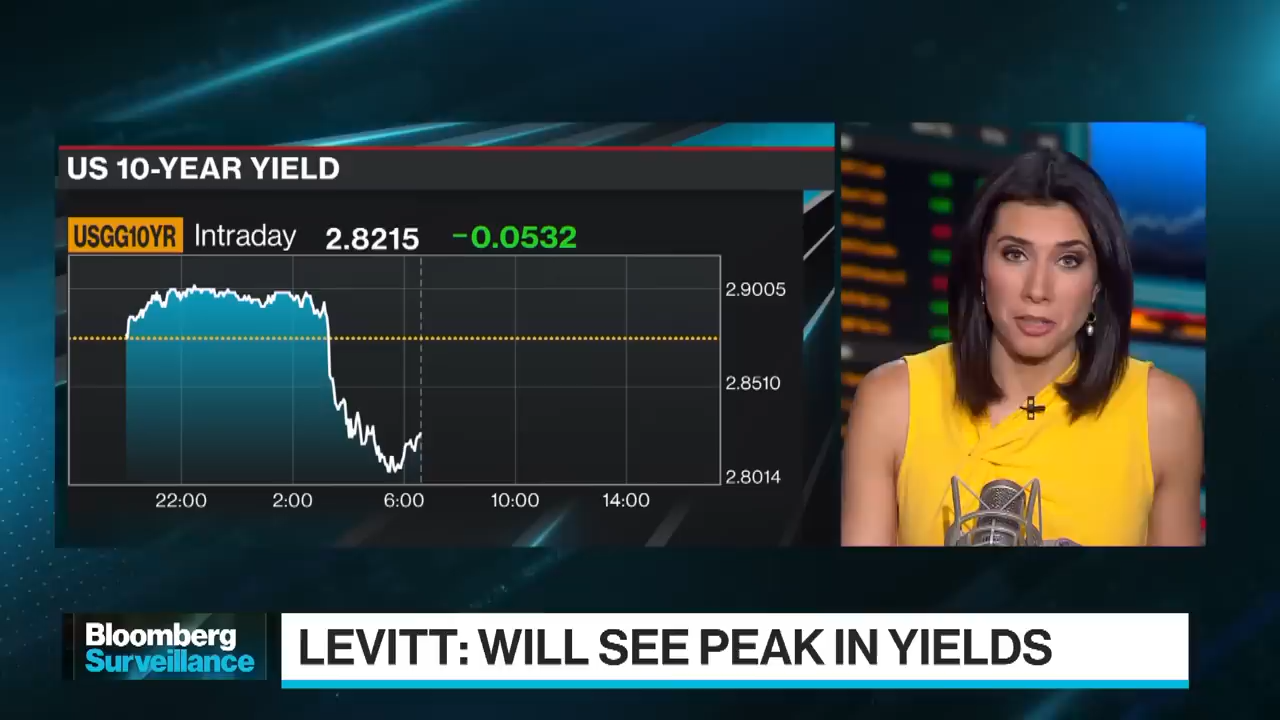 US 10-YEAR YIELD
USGG10YR Intraday 2.8215 -0.0532
2.9005
2.8510
2.8014
22:00 2:00 6:00 10:00 14:00
Bloomberg
Surveillance
LEVITT: WILL SEE PEAK IN YIELDS